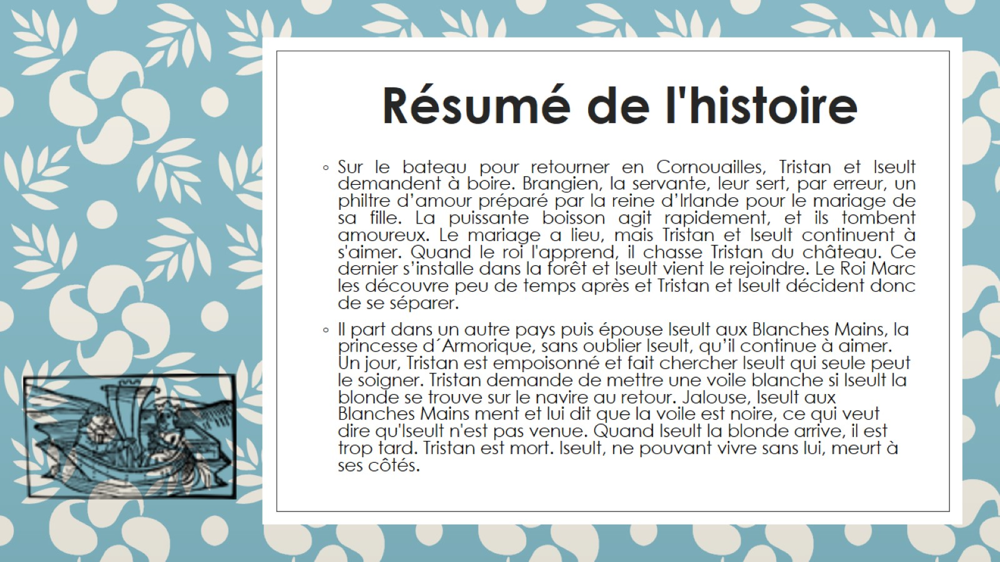 Résumé de l'histoire
◦ Sur le bateau pour retourner en Cornouailles, Tristan et Iseult
demandent à boire. Brangien, la servante, leur sert, par erreur, un
philtre d’amour préparé par la reine d’Irlande pour le mariage de
sa fille. La puissante boisson agit rapidement, et ils tombent
amoureux. Le mariage a lieu, mais Tristan et Iseult continuent à
s'aimer. Quand le roi l'apprend, il chasse Tristan du château. Ce
dernier s’installe dans la forêt et Iseult vient le rejoindre. Le Roi Marc
les découvre peu de temps après et Tristan et Iseult décident donc
de se séparer.
◦ Il part dans un autre pays puis épouse Iseult aux Blanches Mains, la
princesse d´Armorique, sans oublier Iseult, qu’il continue à aimer.
Un jour, Tristan est empoisonné et fait chercher Iseult qui seule peut
le soigner. Tristan demande de mettre une voile blanche si Iseult la
blonde se trouve sur le navire au retour. Jalouse, Iseult aux
Blanches Mains ment et lui dit que la voile est noire, ce qui veut
dire qu'Iseult n'est pas venue. Quand Iseult la blonde arrive, il est
trop tard. Tristan est mort. Iseult, ne pouvant vivre sans lui, meurt à
ses côtés.